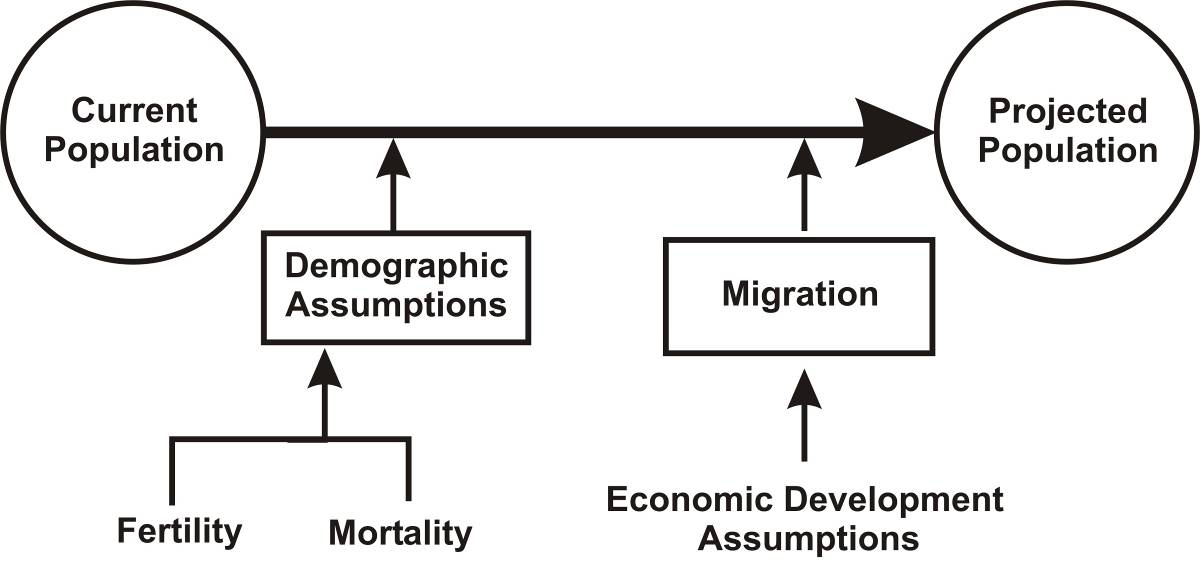 Current
Population
Projected
Population
Demographic
Assumptions
Migration
Fertility
Mortality
Economic Development
Assumptions